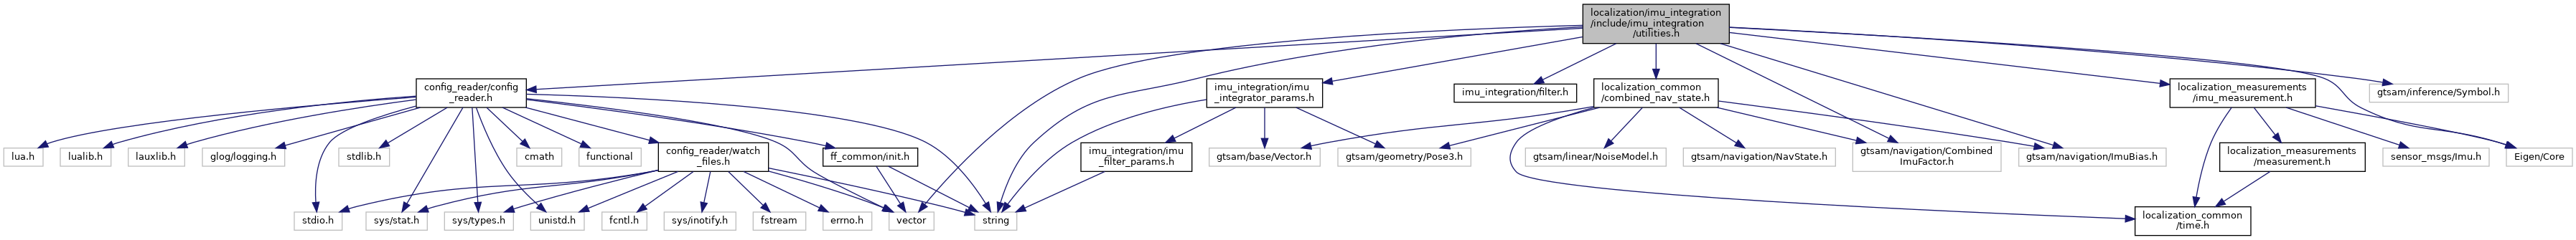 localization/imu_integration
/include/imu_integration
/utilities.h
config_reader/config
_reader.h
imu_integration/imu
_integrator_params.h
imu_integration/filter.h
localization_common
/combined_nav_state.h
localization_measurements
/imu_measurement.h
gtsam/inference/Symbol.h
lua.h
lualib.h
lauxlib.h
glog/logging.h
stdlib.h
cmath
functional
config_reader/watch
_files.h
ff_common/init.h
imu_integration/imu
_filter_params.h
gtsam/base/Vector.h
gtsam/geometry/Pose3.h
gtsam/linear/NoiseModel.h
gtsam/navigation/NavState.h
gtsam/navigation/Combined
ImuFactor.h
gtsam/navigation/ImuBias.h
localization_measurements
/measurement.h
sensor_msgs/Imu.h
Eigen/Core
stdio.h
sys/stat.h
sys/types.h
unistd.h
fcntl.h
sys/inotify.h
fstream
errno.h
vector
string
localization_common
/time.h